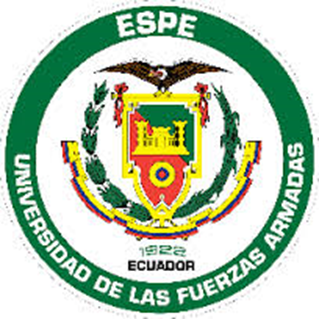 ESPE
1922
ECUADOR
UNIVERSIDAD DE LAS FUERZAS ARMADAS